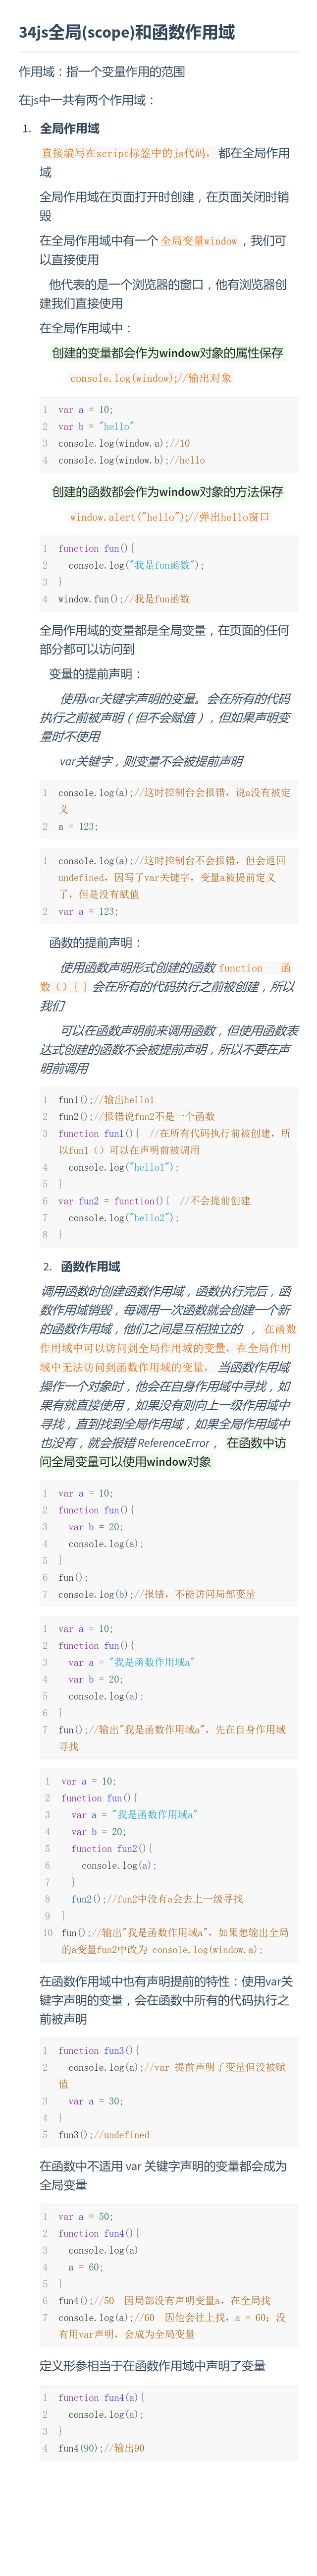 34js全局(scope)和函数作用域
作用域：指一个变量作用的范围
在js中一共有两个作用域：
1. 全局作用域
直接编写在script标签中的js代码，都在全局作用
域
全局作用域在页面打开时创建，在页面关闭时销
毁
在全局作用域中有一个全局变量window，我们可
以直接使用
他代表的是一个浏览器的窗口，他有浏览器创
建我们直接使用
在全局作用域中：
创建的变量都会作为window对象的属性保存
console.log(window);//输出对象
1 var a = 10;
2 var b = "hello"
3 console.log(window.a);//10
4 console.log(window.b);//hello
创建的函数都会作为window对象的方法保存
window.alert("hello");//弹出hello窗口
1 function fun(){
2 console.log("我是fun函数");
3 }
4 window.fun();//我是fun函数
全局作用域的变量都是全局变量，在页面的任何
部分都可以访问到
变量的提前声明：
使用var关键字声明的变量。会在所有的代码
执行之前被声明（但不会赋值），但如果声明变
量时不使用
var关键字，则变量不会被提前声明
1 console.log(a);//这时控制台会报错，说a没有被定
义
2 a = 123;
1 console.log(a);//这时控制台不会报错，但会返回
undefined，因写了var关键字，变量a被提前定义
了，但是没有赋值
2 var a = 123;
函数的提前声明：
使用函数声明形式创建的函数 function 函
数（）{ } 会在所有的代码执行之前被创建，所以
我们
可以在函数声明前来调用函数，但使用函数表
达式创建的函数不会被提前声明，所以不要在声
明前调用
1 fun1();//输出hello1
2 fun2();//报错说fun2不是一个函数
3 function fun1(){ //在所有代码执行前被创建，所
以fun1（）可以在声明前被调用
4 console.log("hello1");
5 }
6 var fun2 = function(){ //不会提前创建
7 console.log("hello2");
8 }
2. 函数作用域
调用函数时创建函数作用域，函数执行完后，函
数作用域销毁，每调用一次函数就会创建一个新
的函数作用域，他们之间是互相独立的 ，在函数
作用域中可以访问到全局作用域的变量，在全局作用
域中无法访问到函数作用域的变量，当函数作用域
操作一个对象时，他会在自身作用域中寻找，如
果有就直接使用，如果没有则向上一级作用域中
寻找，直到找到全局作用域，如果全局作用域中
也没有，就会报错 ReferenceError ， 在函数中访
问全局变量可以使用window对象
1 var a = 10;
2 function fun(){
3 var b = 20;
4 console.log(a);
5 }
6 fun();
7 console.log(b);//报错，不能访问局部变量
1 var a = 10;
2 function fun(){
3 var a = "我是函数作用域a"
4 var b = 20;
5 console.log(a);
6 }
7 fun();//输出"我是函数作用域a"，先在自身作用域
寻找
1 var a = 10;
2 function fun(){
3 var a = "我是函数作用域a"
4 var b = 20;
5 function fun2(){
6 console.log(a);
7 }
8 fun2();//fun2中没有a会去上一级寻找
9 }
10 fun();//输出"我是函数作用域a"，如果想输出全局
的a变量fun2中改为 console.log(window.a);
在函数作用域中也有声明提前的特性：使用var关
键字声明的变量，会在函数中所有的代码执行之
前被声明
1 function fun3(){
2 console.log(a);//var 提前声明了变量但没被赋
值
3 var a = 30;
4 }
5 fun3();//undefined
在函数中不适用 var 关键字声明的变量都会成为
全局变量
1 var a = 50;
2 function fun4(){
3 console.log(a)
4 a = 60;
5 }
6 fun4();//50 因局部没有声明变量a，在全局找
7 console.log(a);//60 因他会往上找，a = 60；没
有用var声明，会成为全局变量
定义形参相当于在函数作用域中声明了变量
1 function fun4(a){
2 console.log(a);
3 }
4 fun4(90);//输出90